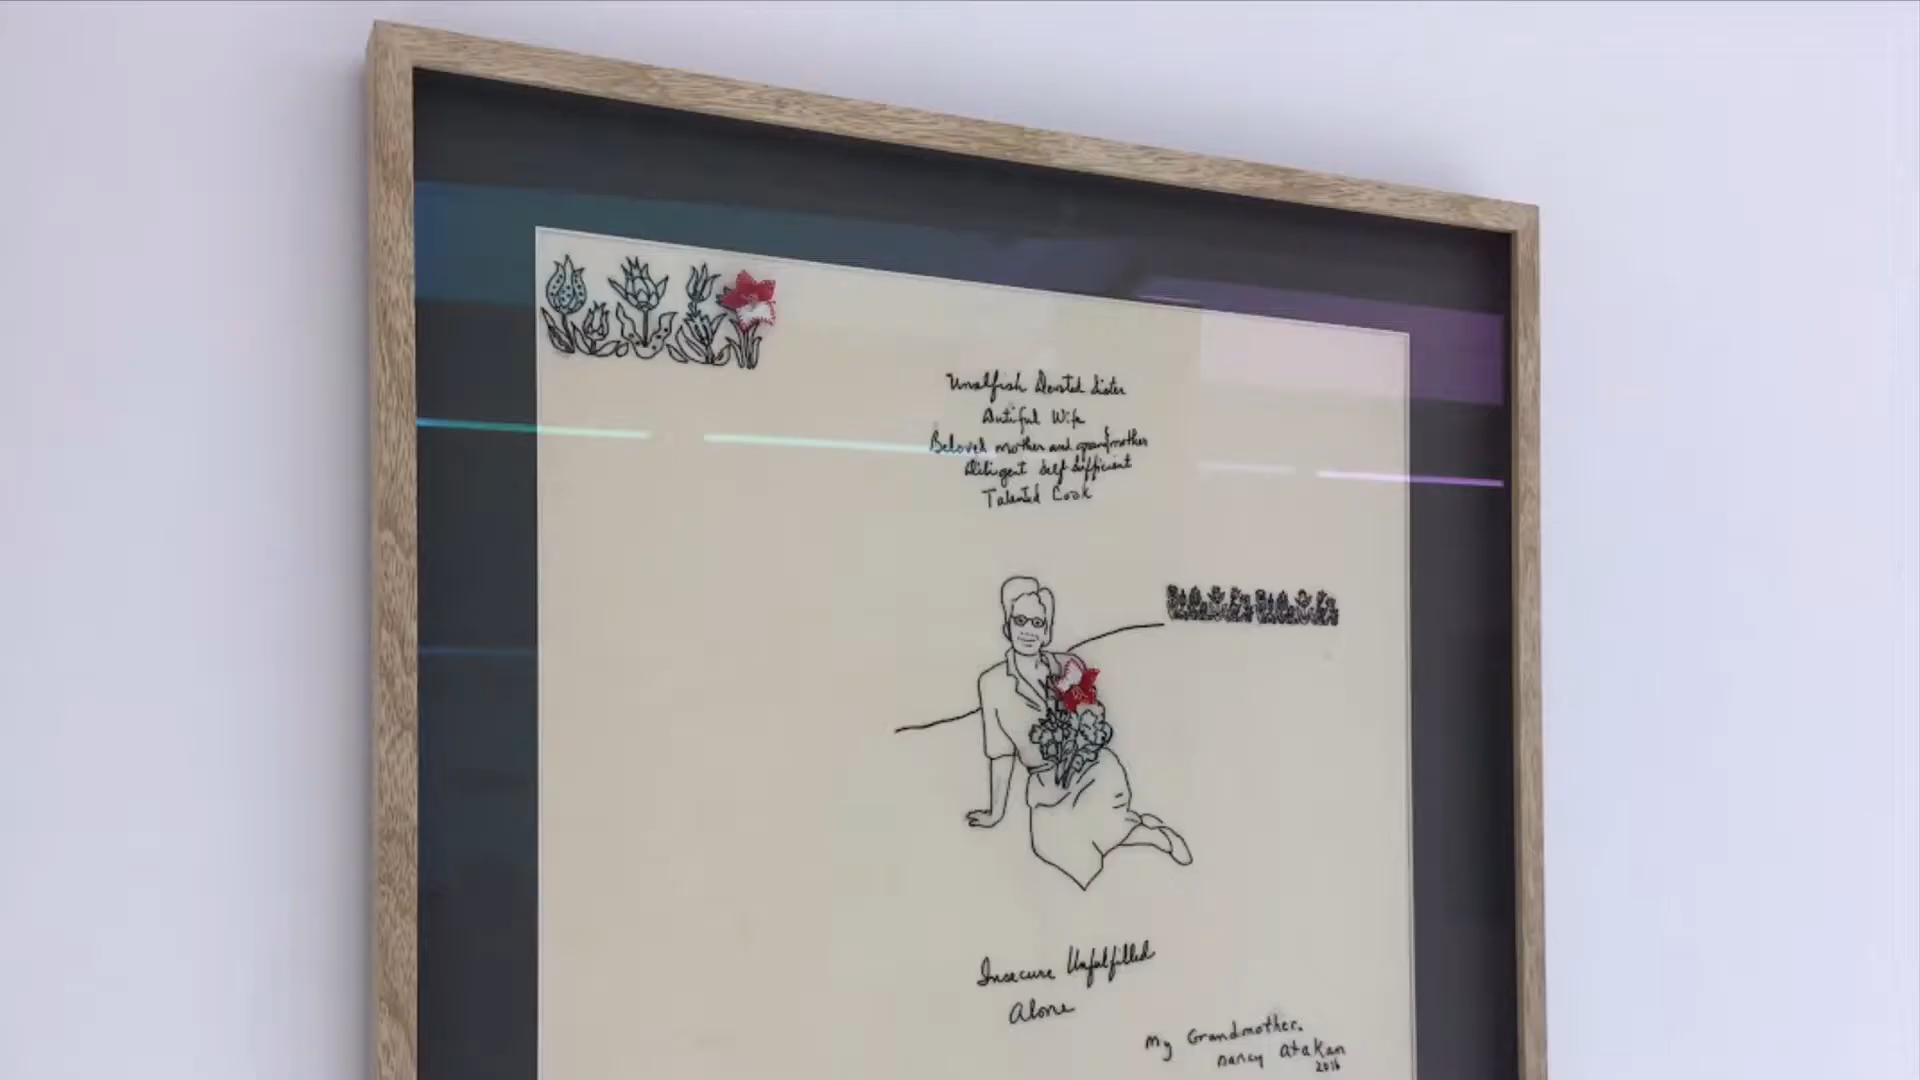 Unselfish Devoted Sister
Dutiful Wife
Beloved mother and grandmother
Diligent Self Sufficient
Talented Cook
Insecure Unfulfilled
Alone
My Grandmother.
nancy atakan
2016